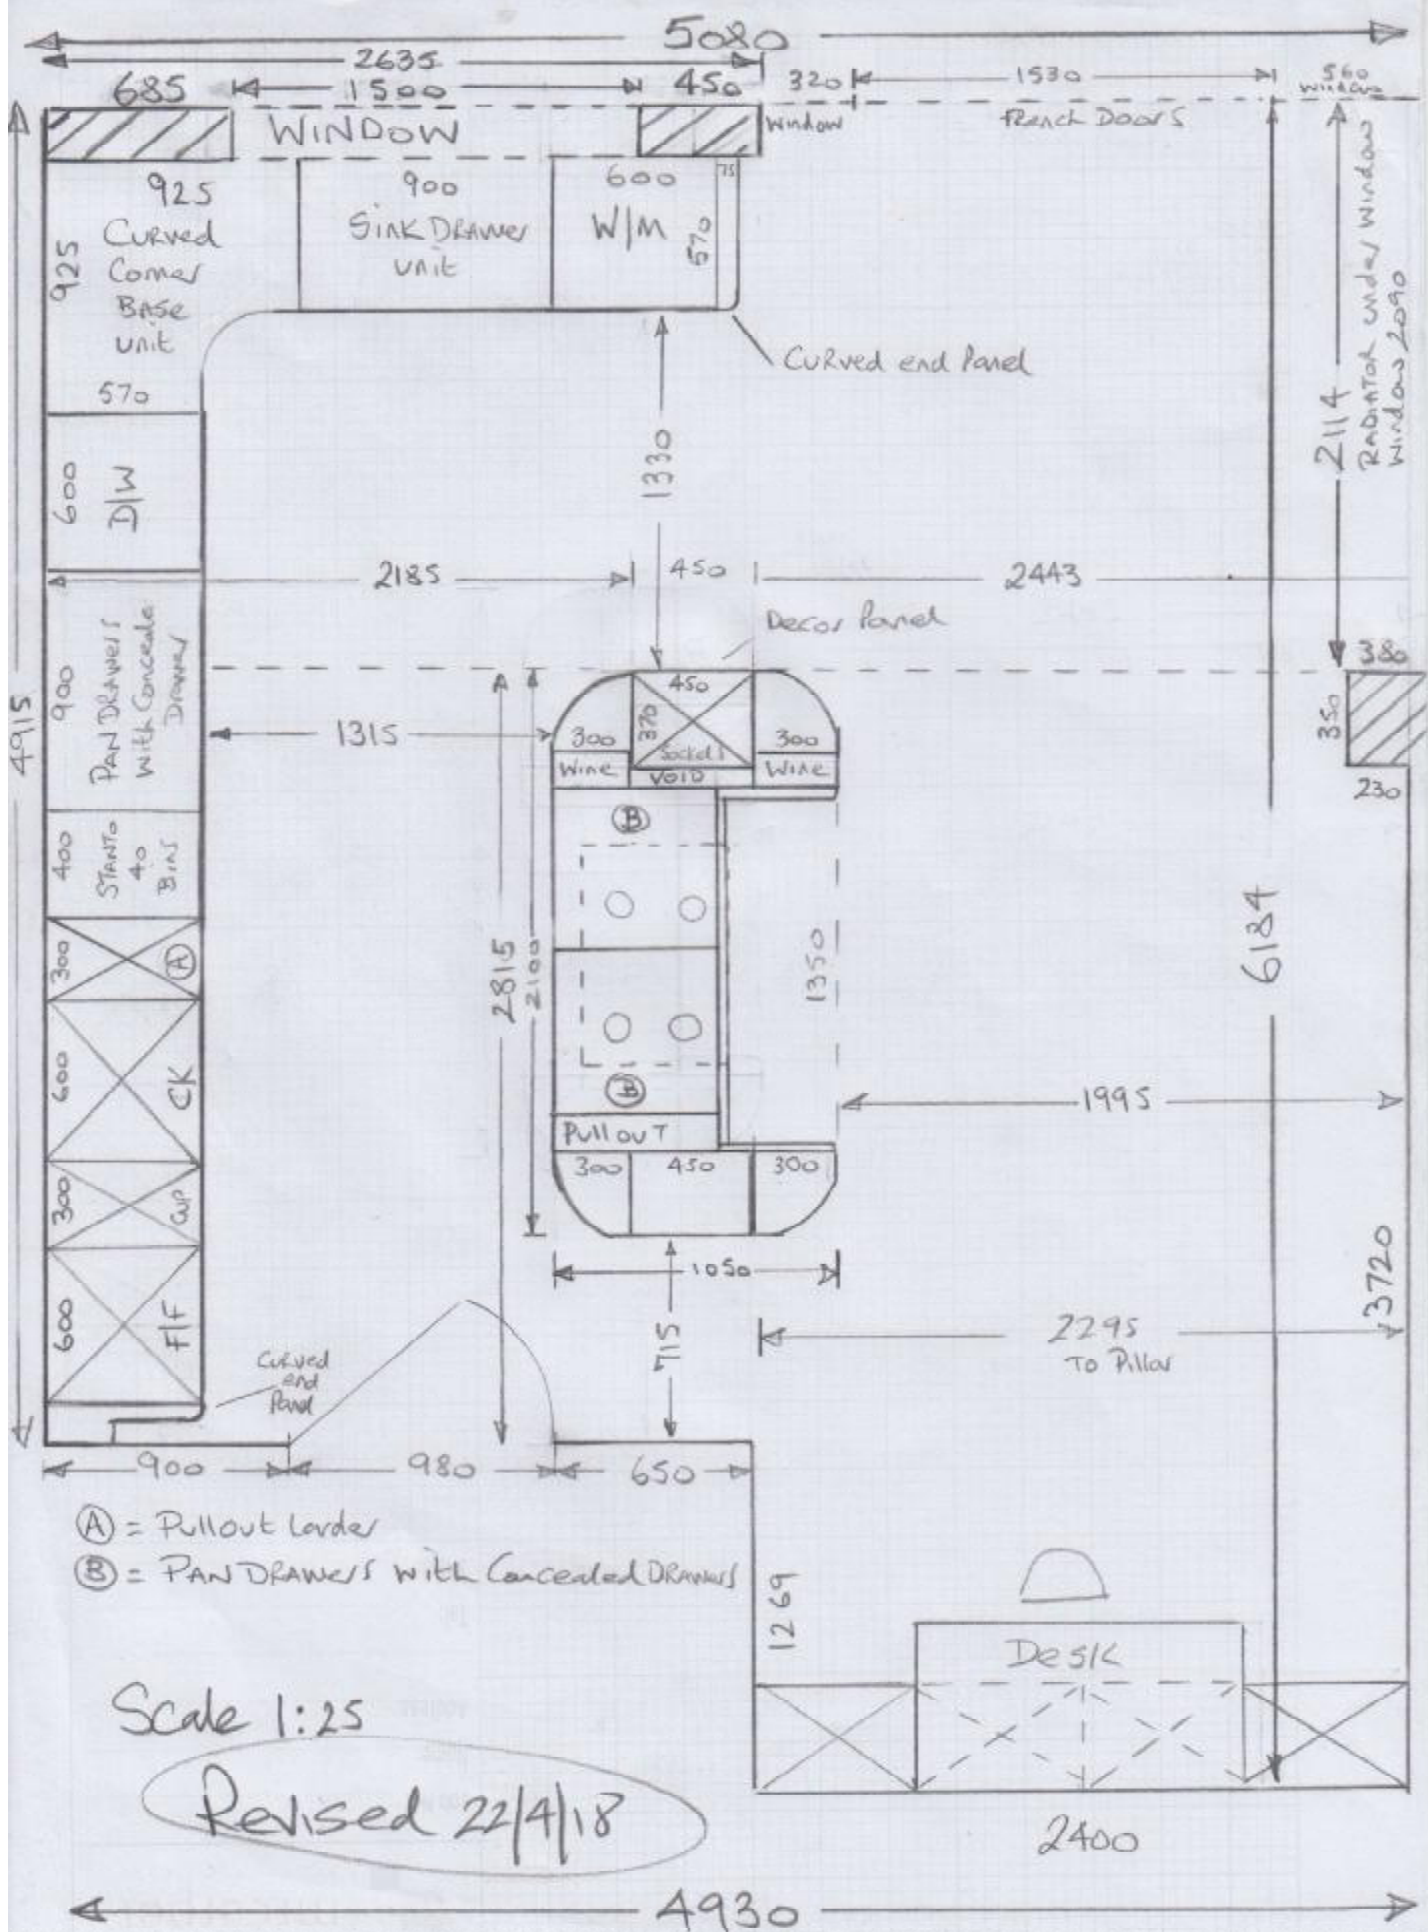 5080
2635
685
1500
450
320
1530
560
WINDOW
Window
French Doors
Window
925
925
Curved
Corner
BASE
unit
900
SINK DRAWER
unit
600
W/M
75
570
Curved end Panel
RADIATOR under window
Window 2090
2114
1330
570
600
D/W
2185
450
2443
Decor Panel
900
PAN DRAWERS
with Conceale
Drawer
4915
1315
380
350
230
450
370
Sockets
VOID
300
Wine
300
Wine
B
400
STANTO
40
BINS
300
A
2815
2100
1350
6184
600
CK
B
Pullout
300
450
300
1995
300
CUP
1050
3720
600
F/F
715
2295
To Pillar
Curved
end
Panel
900
980
650
A = Pullout Larder
B = PAN DRAWERS with Concealed DRAWERS
1269
Desk
Scale 1:25
Revised 22/4/18
2400
4930